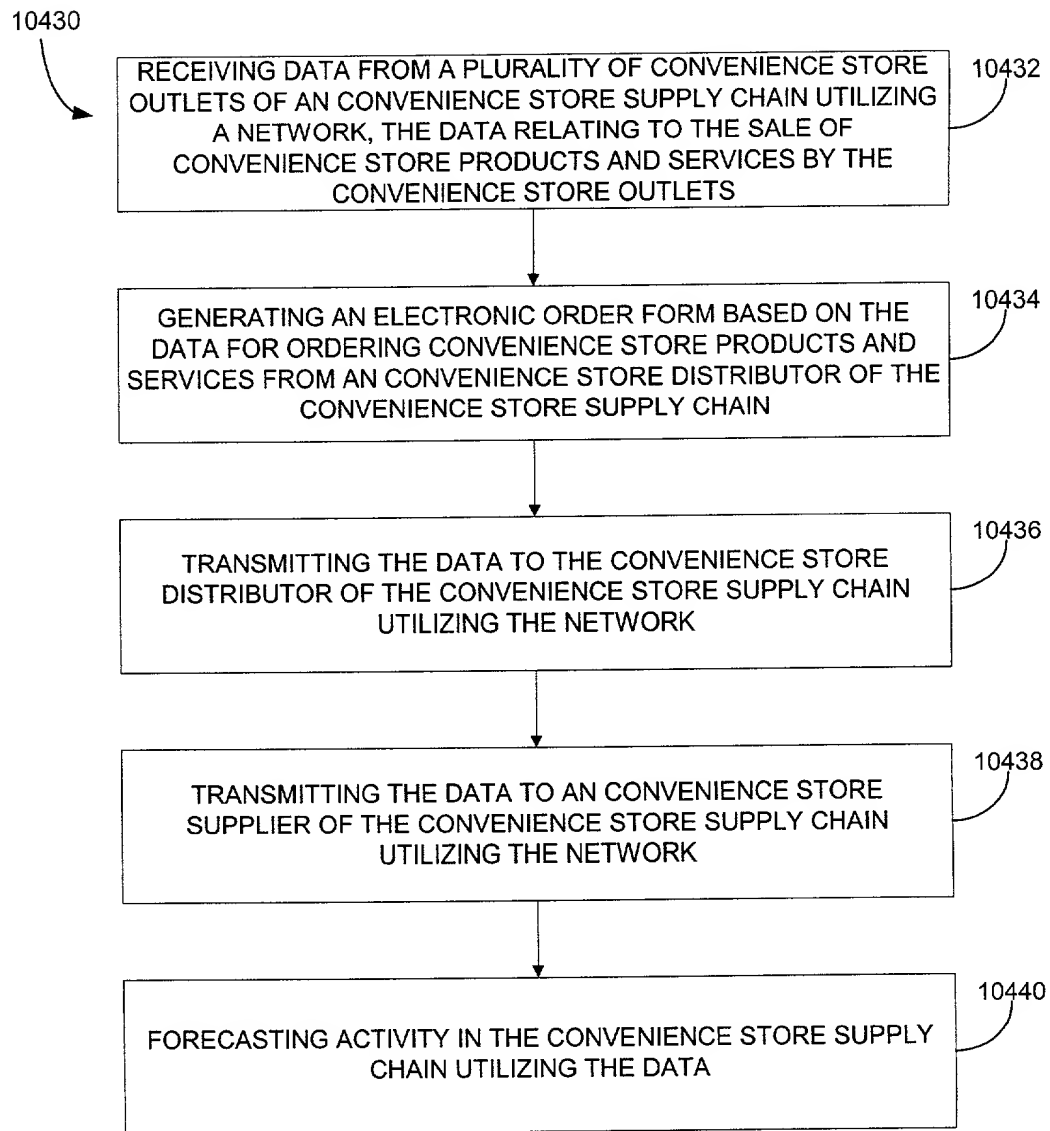 10430
RECEIVING DATA FROM A PLURALITY OF CONVENIENCE STORE
OUTLETS OF AN CONVENIENCE STORE SUPPLY CHAIN UTILIZING
A NETWORK, THE DATA RELATING TO THE SALE OF
CONVENIENCE STORE PRODUCTS AND SERVICES BY THE
CONVENIENCE STORE OUTLETS
10432
GENERATING AN ELECTRONIC ORDER FORM BASED ON THE
DATA FOR ORDERING CONVENIENCE STORE PRODUCTS AND
SERVICES FROM AN CONVENIENCE STORE DISTRIBUTOR OF THE
CONVENIENCE STORE SUPPLY CHAIN
10434
TRANSMITTING THE DATA TO THE CONVENIENCE STORE
DISTRIBUTOR OF THE CONVENIENCE STORE SUPPLY CHAIN
UTILIZING THE NETWORK
10436
TRANSMITTING THE DATA TO AN CONVENIENCE STORE
SUPPLIER OF THE CONVENIENCE STORE SUPPLY CHAIN
UTILIZING THE NETWORK
10438
FORECASTING ACTIVITY IN THE CONVENIENCE STORE SUPPLY
CHAIN UTILIZING THE DATA
10440